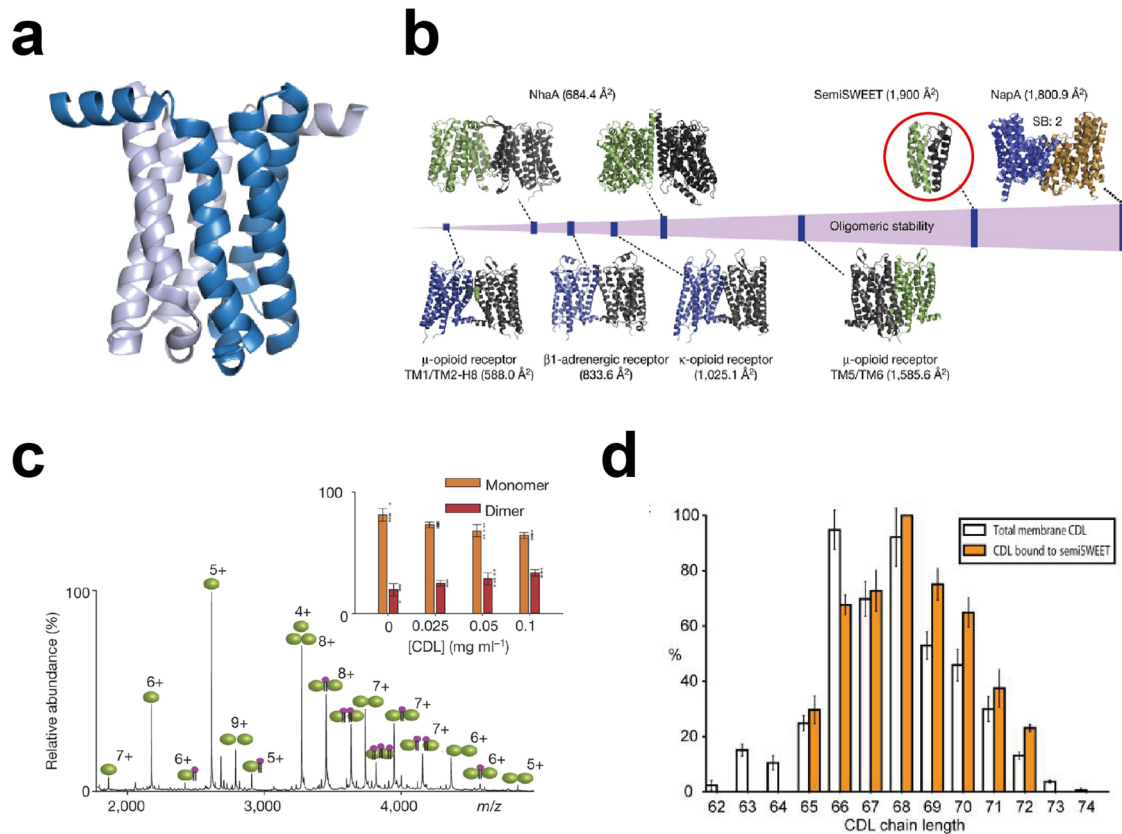 a
b
NhaA (684.4 Å²)
SemiSWEET (1,900 Å²)
NapA (1,800.9 Å²)
SB: 2
Oligomeric stability
μ-opioid receptor
TM1/TM2-H8 (588.0 Å²)
β1-adrenergic receptor
(833.6 Å²)
κ-opioid receptor
(1,025.1 Å²)
μ-opioid receptor
TM5/TM6 (1,585.6 Å²)
c
100
0
Monomer
Dimer
0 0.025 0.05 0.1
[CDL] (mg ml⁻¹)
Relative abundance (%)
100
0
7+
6+
6+
5+
9+
5+
4+
8+
8+
7+
7+
7+
6+
6+
5+
2,000 3,000 4,000 m/z
d
Total membrane CDL
CDL bound to semiSWEET
%
100
80
60
40
20
0
62 63 64 65 66 67 68 69 70 71 72 73 74
CDL chain length